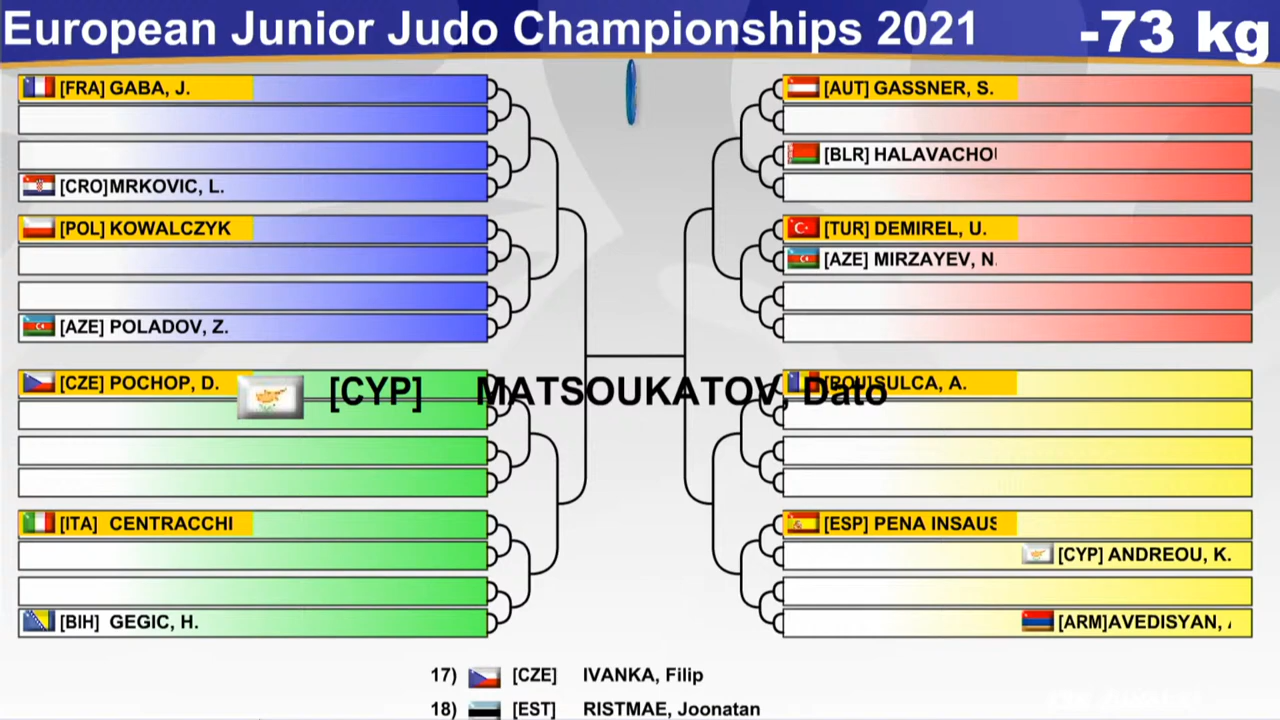 European Junior Judo Championships 2021
-73 kg
[FRA] GABA, J.
[CRO]MRKOVIC, L.
[POL] KOWALCZYK
[AZE] POLADOV, Z.
[CZE] POCHOP, D.
[ITA] CENTRACCHI
[BIH] GEGIC, H.
[AUT] GASSNER, S.
[BLR] HALAVACHO
[TUR] DEMIREL, U.
[AZE] MIRZAYEV, N.
[ROU]SULCA, A.
[ESP] PENA INSAUS
[CYP] ANDREOU, K.
[ARM]AVEDISYAN,
[CYP] MATSOUKATOV, Dato
17) [CZE] IVANKA, Filip
18) [EST] RISTMAE, Joonatan